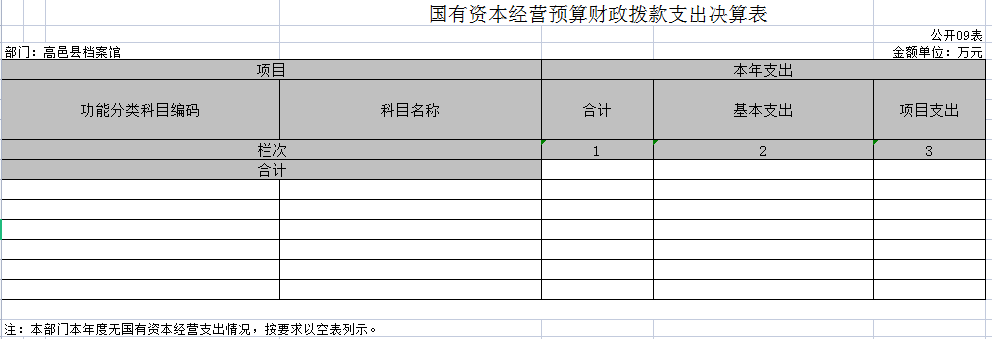 国有资本经营预算财政拨款支出决算表
公开09表
部门：高邑县档案馆 金额单位：万元
项目 本年支出
功能分类科目编码 科目名称 合计 基本支出 项目支出
栏次 1 2 3
合计
注：本部门本年度无国有资本经营支出情况，按要求以空表列示。